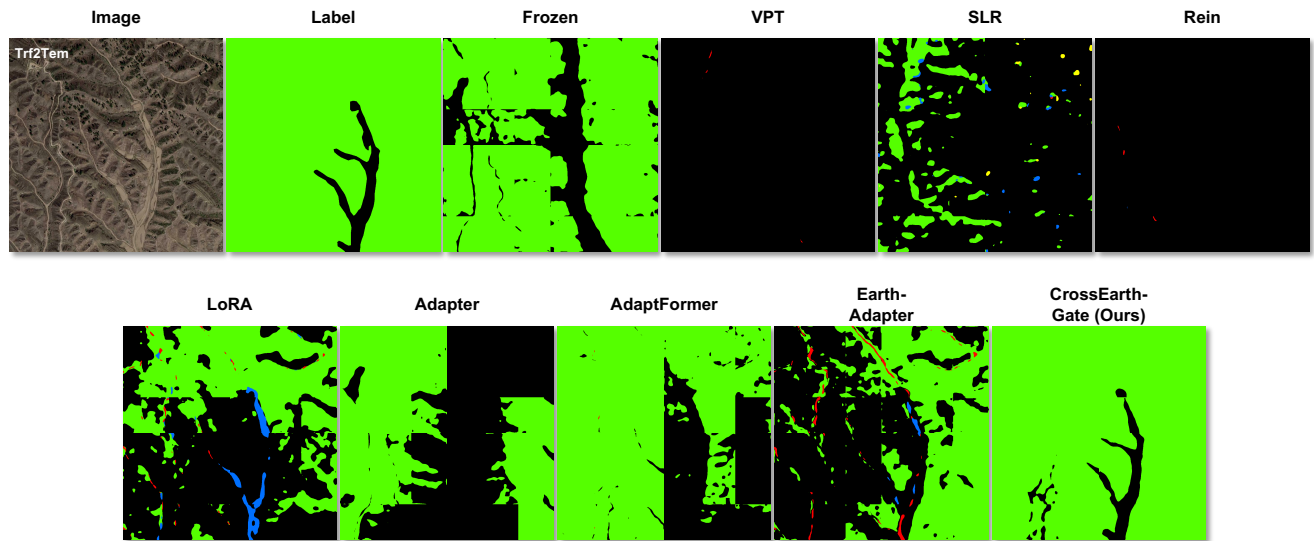 Image
Label
Frozen
VPT
SLR
Rein
Trf2Tem
LoRA
Adapter
AdaptFormer
Earth-
Adapter
CrossEarth-
Gate (Ours)